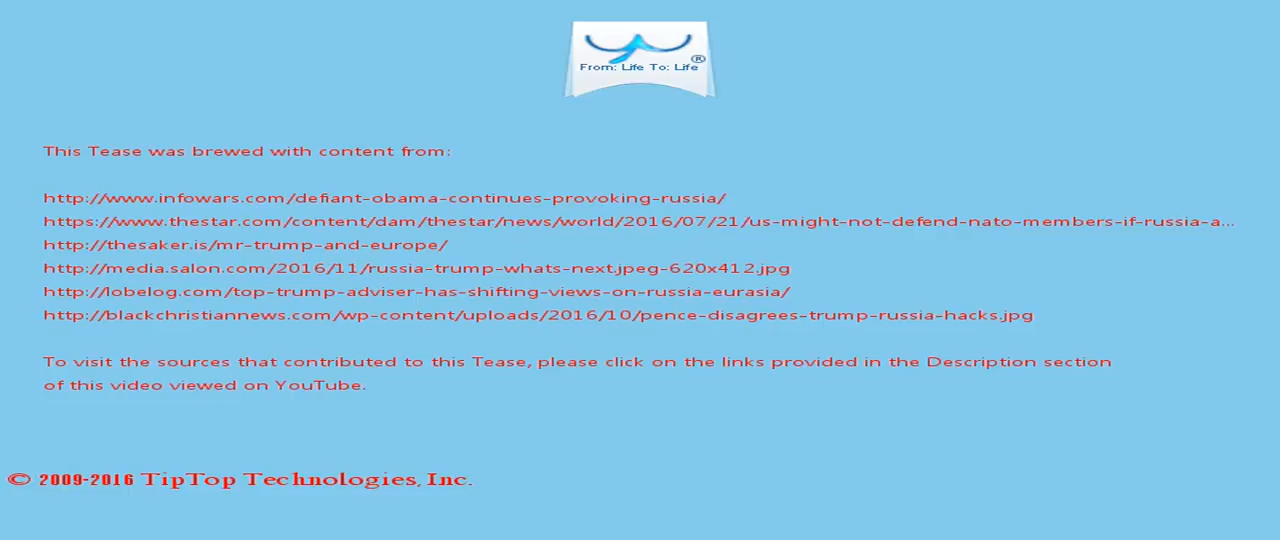 From: Life To: Life®
This Tease was brewed with content from:
http://www.infowars.com/defiant-obama-continues-provoking-russia/
https://www.thestar.com/content/dam/thestar/news/world/2016/07/21/us-might-not-defend-nato-members-if-russia-a...
http://thesaker.is/mr-trump-and-europe/
http://media.salon.com/2016/11/russia-trump-whats-next.jpeg-620x412.jpg
http://lobelog.com/top-trump-adviser-has-shifting-views-on-russia-eurasia/
http://blackchristiannews.com/wp-content/uploads/2016/10/pence-disagrees-trump-russia-hacks.jpg
To visit the sources that contributed to this Tease, please click on the links provided in the Description section
of this video viewed on YouTube.
© 2009-2016 TipTop Technologies, Inc.